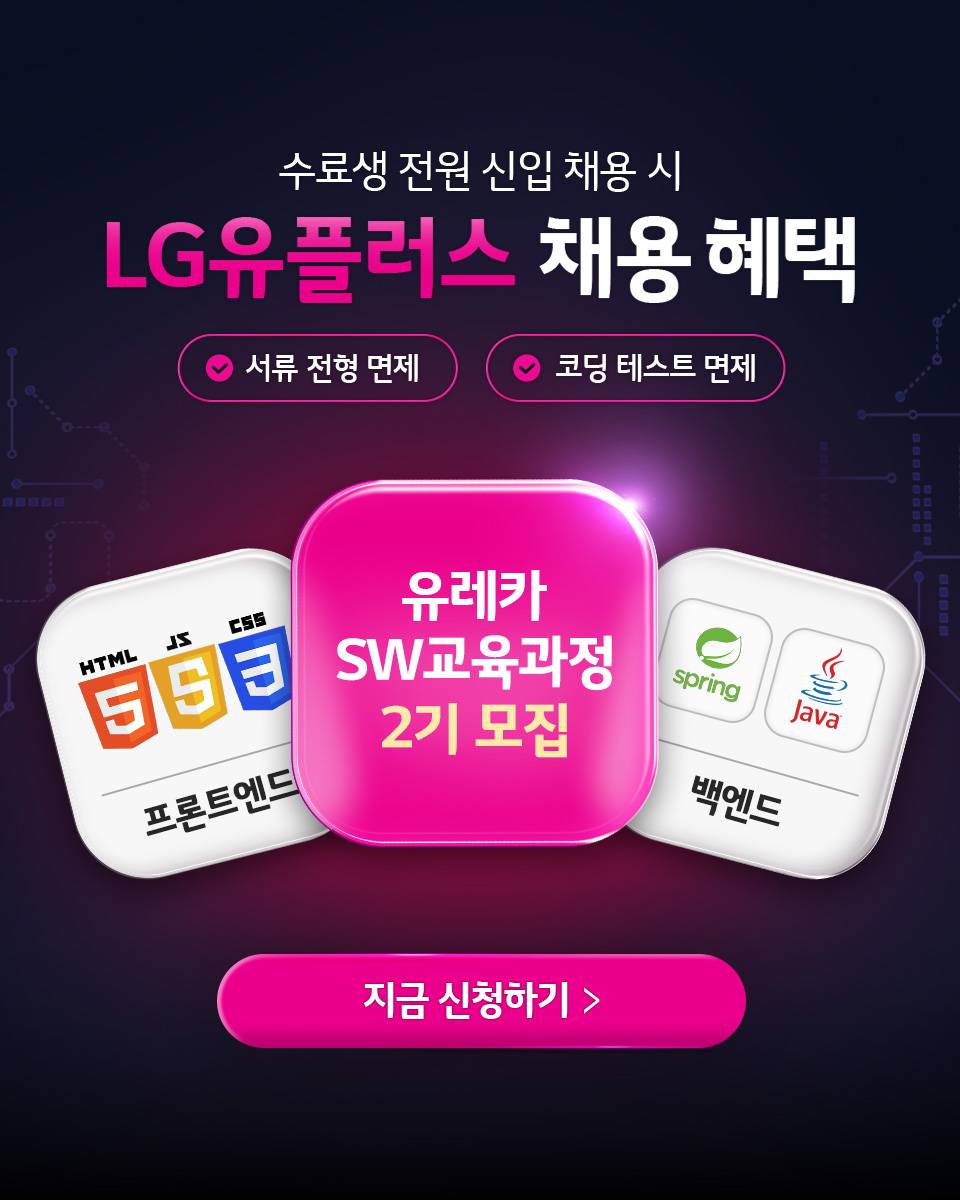 수료생 전원 신입 채용 시
LG유플러스 채용 혜택
서류 전형 면제
코딩 테스트 면제
유레카
SW교육과정
2기 모집
HTML
5
JS
S
CSS
3
프론트엔드
spring
Java
백엔드
지금 신청하기 >